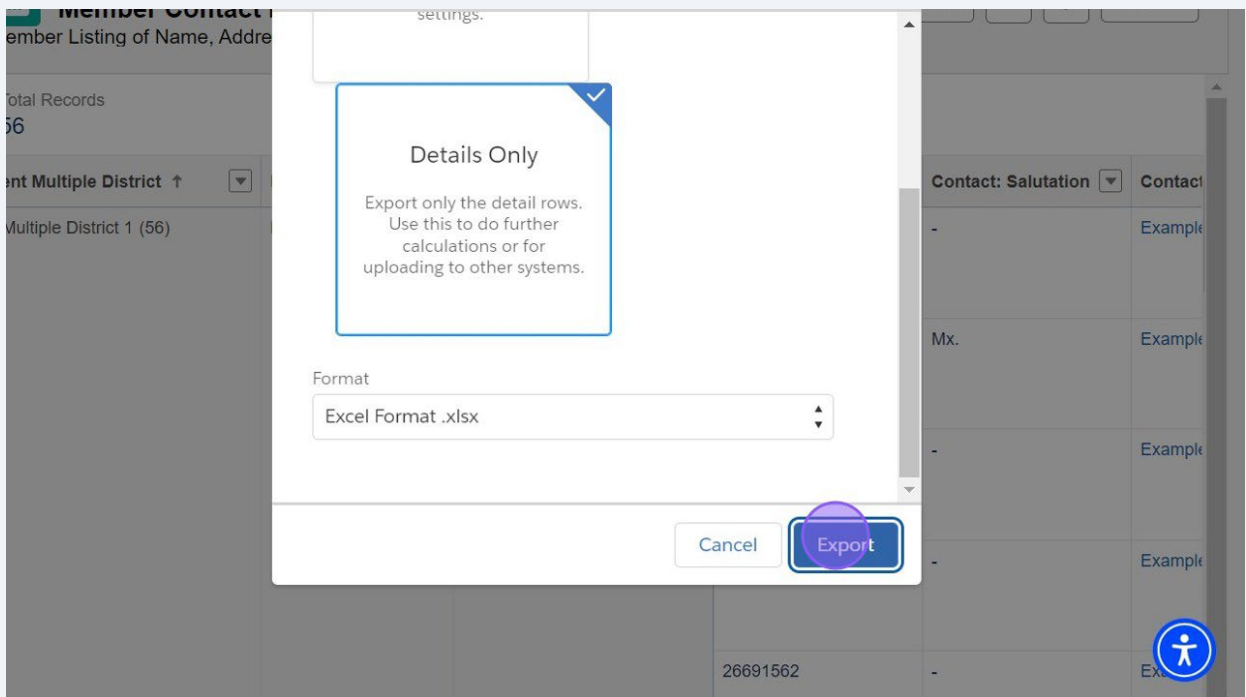 Member Contact
ember Listing of Name, Addre
settings.
Total Records
56
Details Only
Export only the detail rows.
Use this to do further
calculations or for
uploading to other systems.
ent Multiple District ↑
Contact: Salutation
Contact
Multiple District 1 (56)
-
Example
Mx.
Example
Format
Excel Format .xlsx
-
Example
Cancel
Export
-
Example
26691562
-